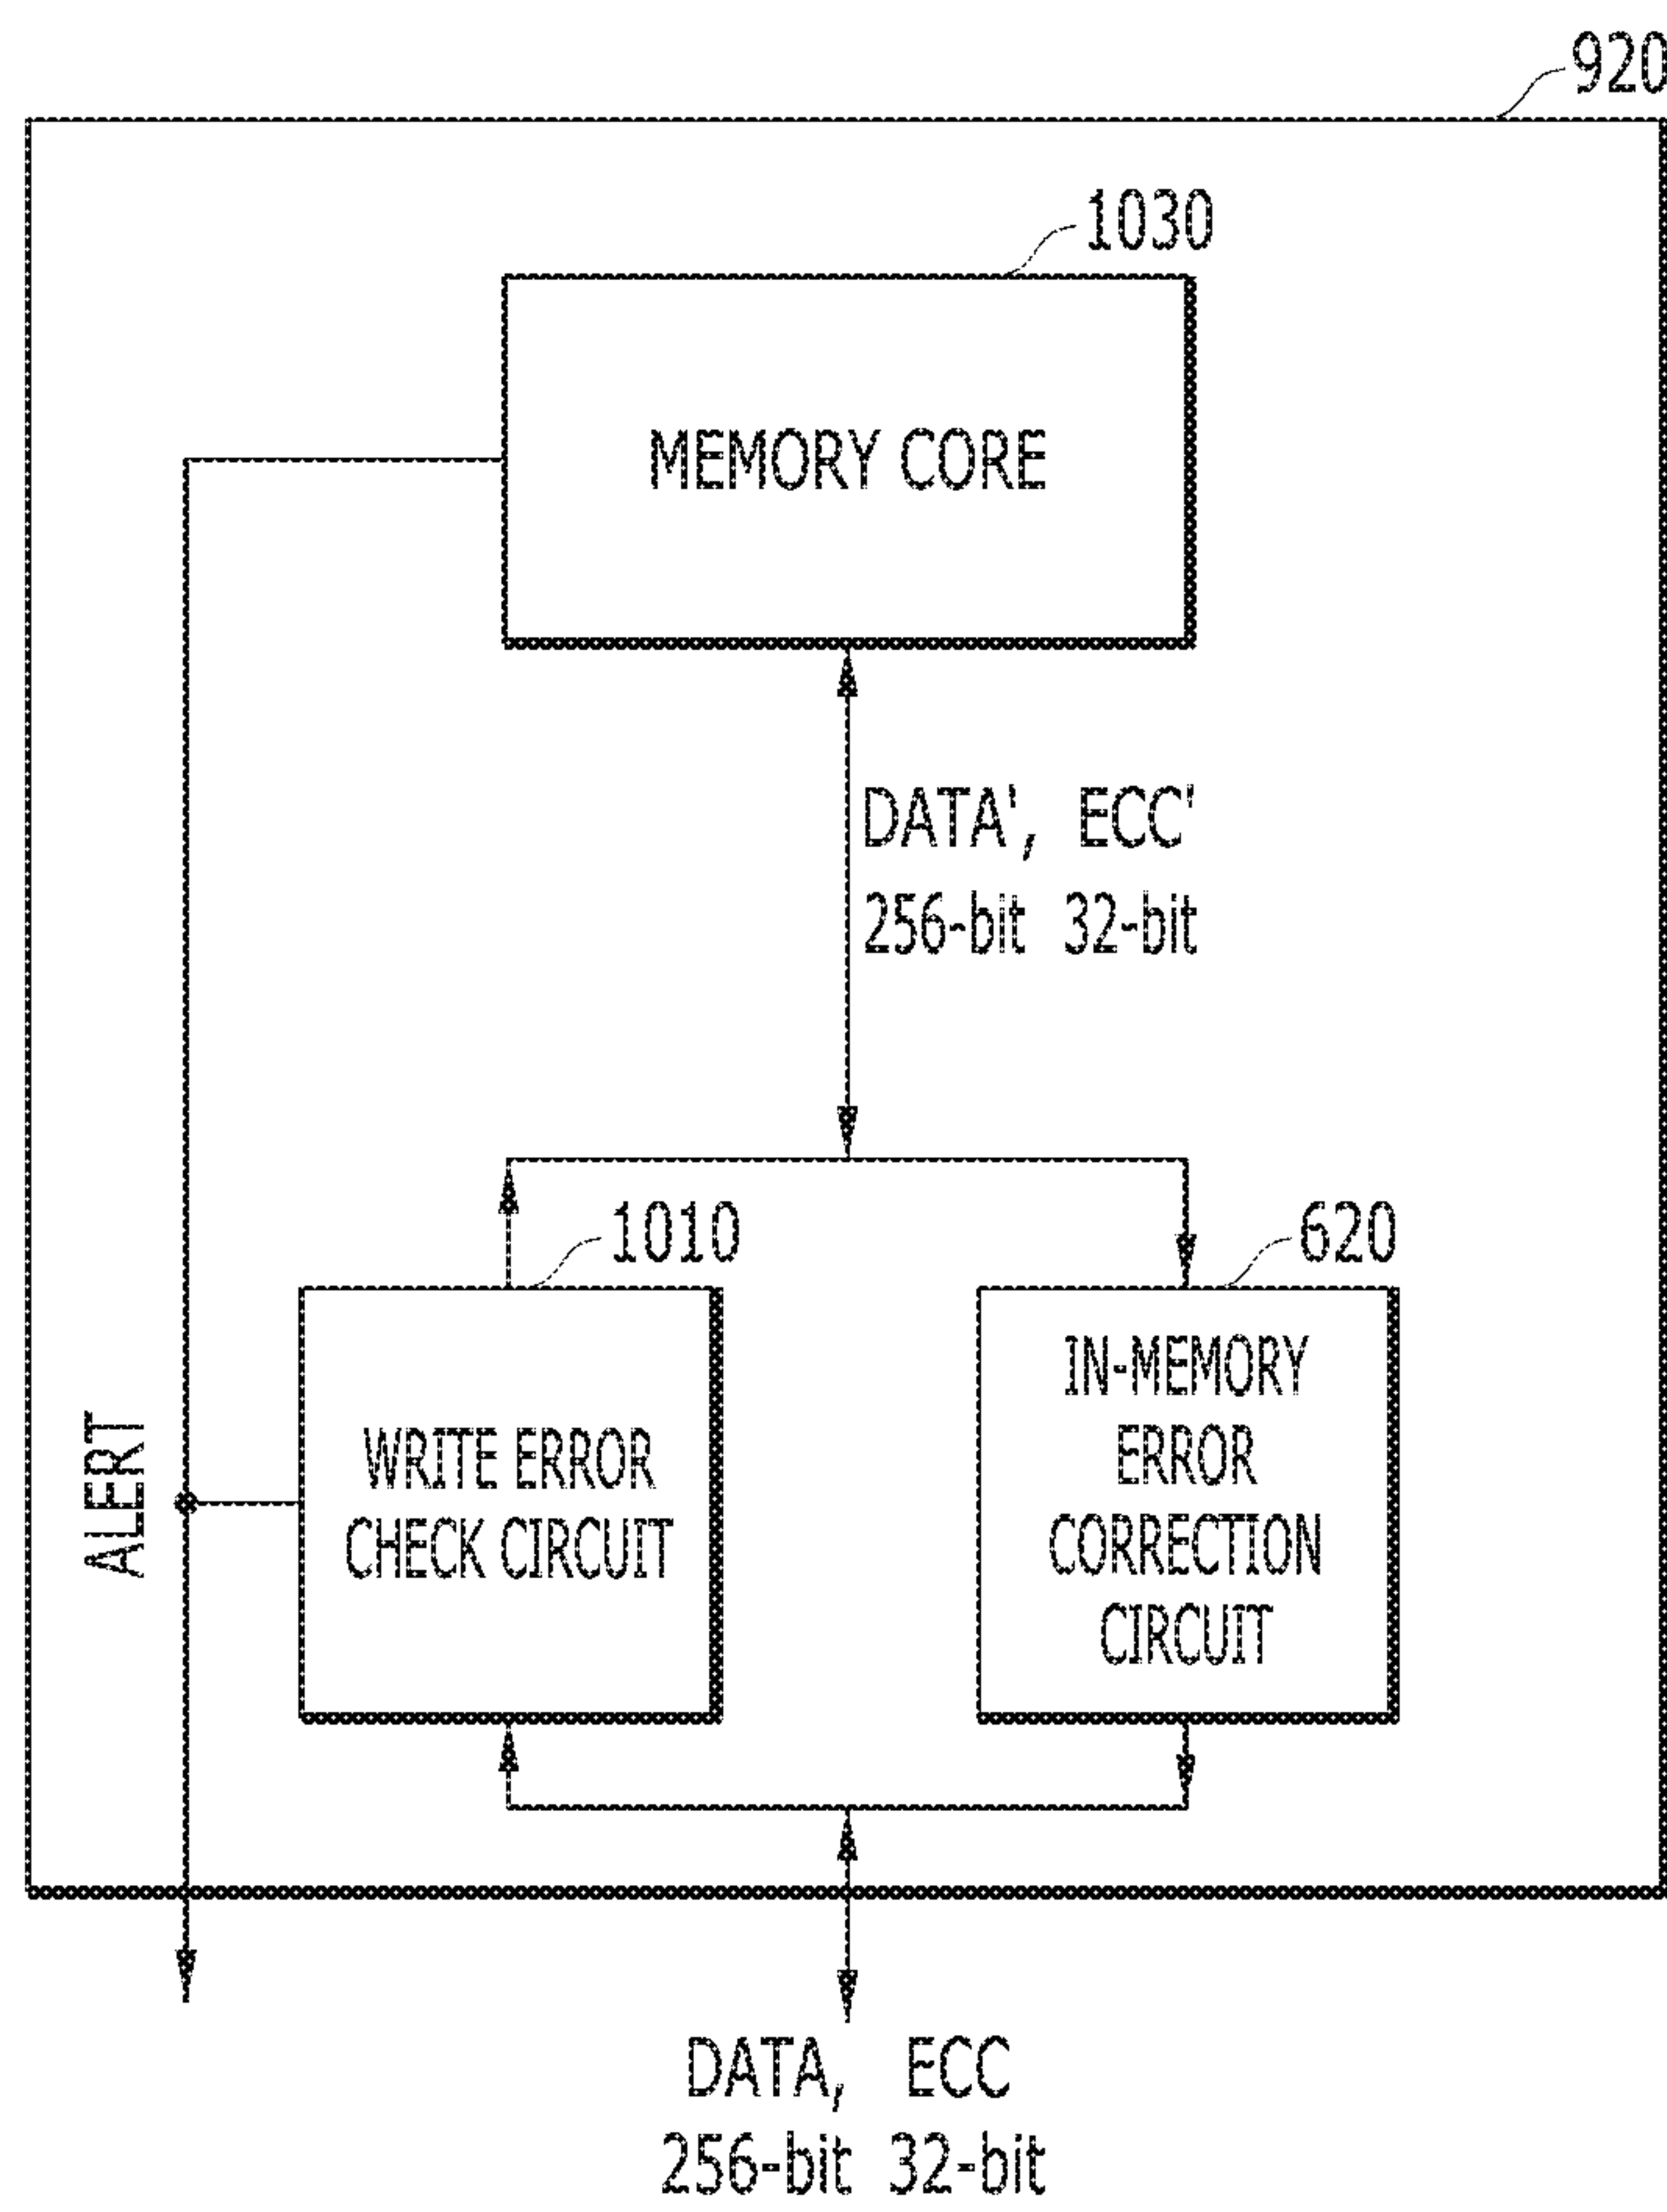 920
1030
MEMORY CORE
DATA', ECC'
256-bit 32-bit
1010
620
WRITE ERROR
CHECK CIRCUIT
IN-MEMORY
ERROR
CORRECTION
CIRCUIT
ALERT
DATA, ECC
256-bit 32-bit